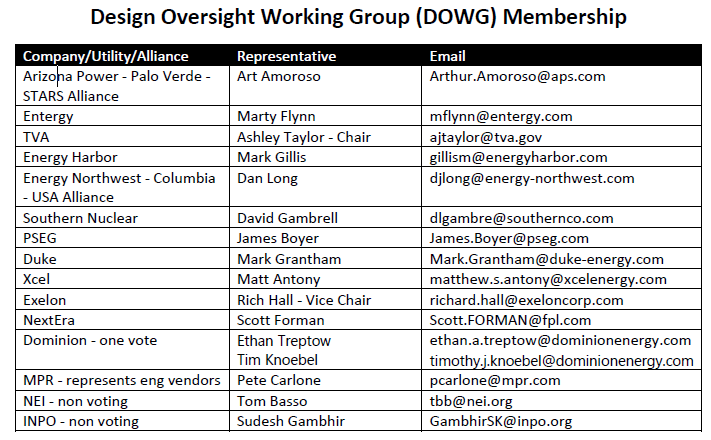 Design Oversight Working Group (DOWG) Membership
Company/Utility/Alliance Representative Email
Arizona Power - Palo Verde - Art Amoroso Arthur.Amoroso@aps.com
STARS Alliance
Entergy Marty Flynn mflynn@entergy.com
TVA Ashley Taylor - Chair ajtaylor@tva.gov
Energy Harbor Mark Gillis gillism@energyharbor.com
Energy Northwest - Columbia Dan Long djlong@energy-northwest.com
- USA Alliance
Southern Nuclear David Gambrell dlgambre@southernco.com
PSEG James Boyer James.Boyer@pseg.com
Duke Mark Grantham Mark.Grantham@duke-energy.com
Xcel Matt Antony matthew.s.antony@xcelenergy.com
Exelon Rich Hall - Vice Chair richard.hall@exeloncorp.com
NextEra Scott Forman Scott.FORMAN@fpl.com
Dominion - one vote Ethan Treptow ethan.a.treptow@dominionenergy.com
Tim Knoebel timothy.j.knoebel@dominionenergy.com
MPR - represents eng vendors Pete Carlone pcarlone@mpr.com
NEI - non voting Tom Basso tbb@nei.org
INPO - non voting Sudesh Gambhir GambhirSK@inpo.org